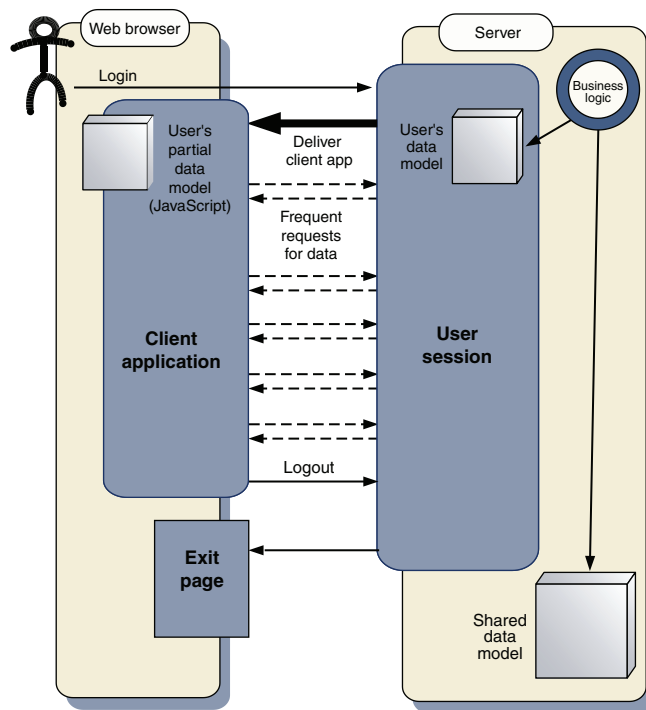 Web browser
Server
Login
Business
logic
User's
partial
data
model
(JavaScript)
Deliver
client app
User's
data
model
Frequent
requests
for data
Client
application
User
session
Logout
Exit
page
Shared
data
model